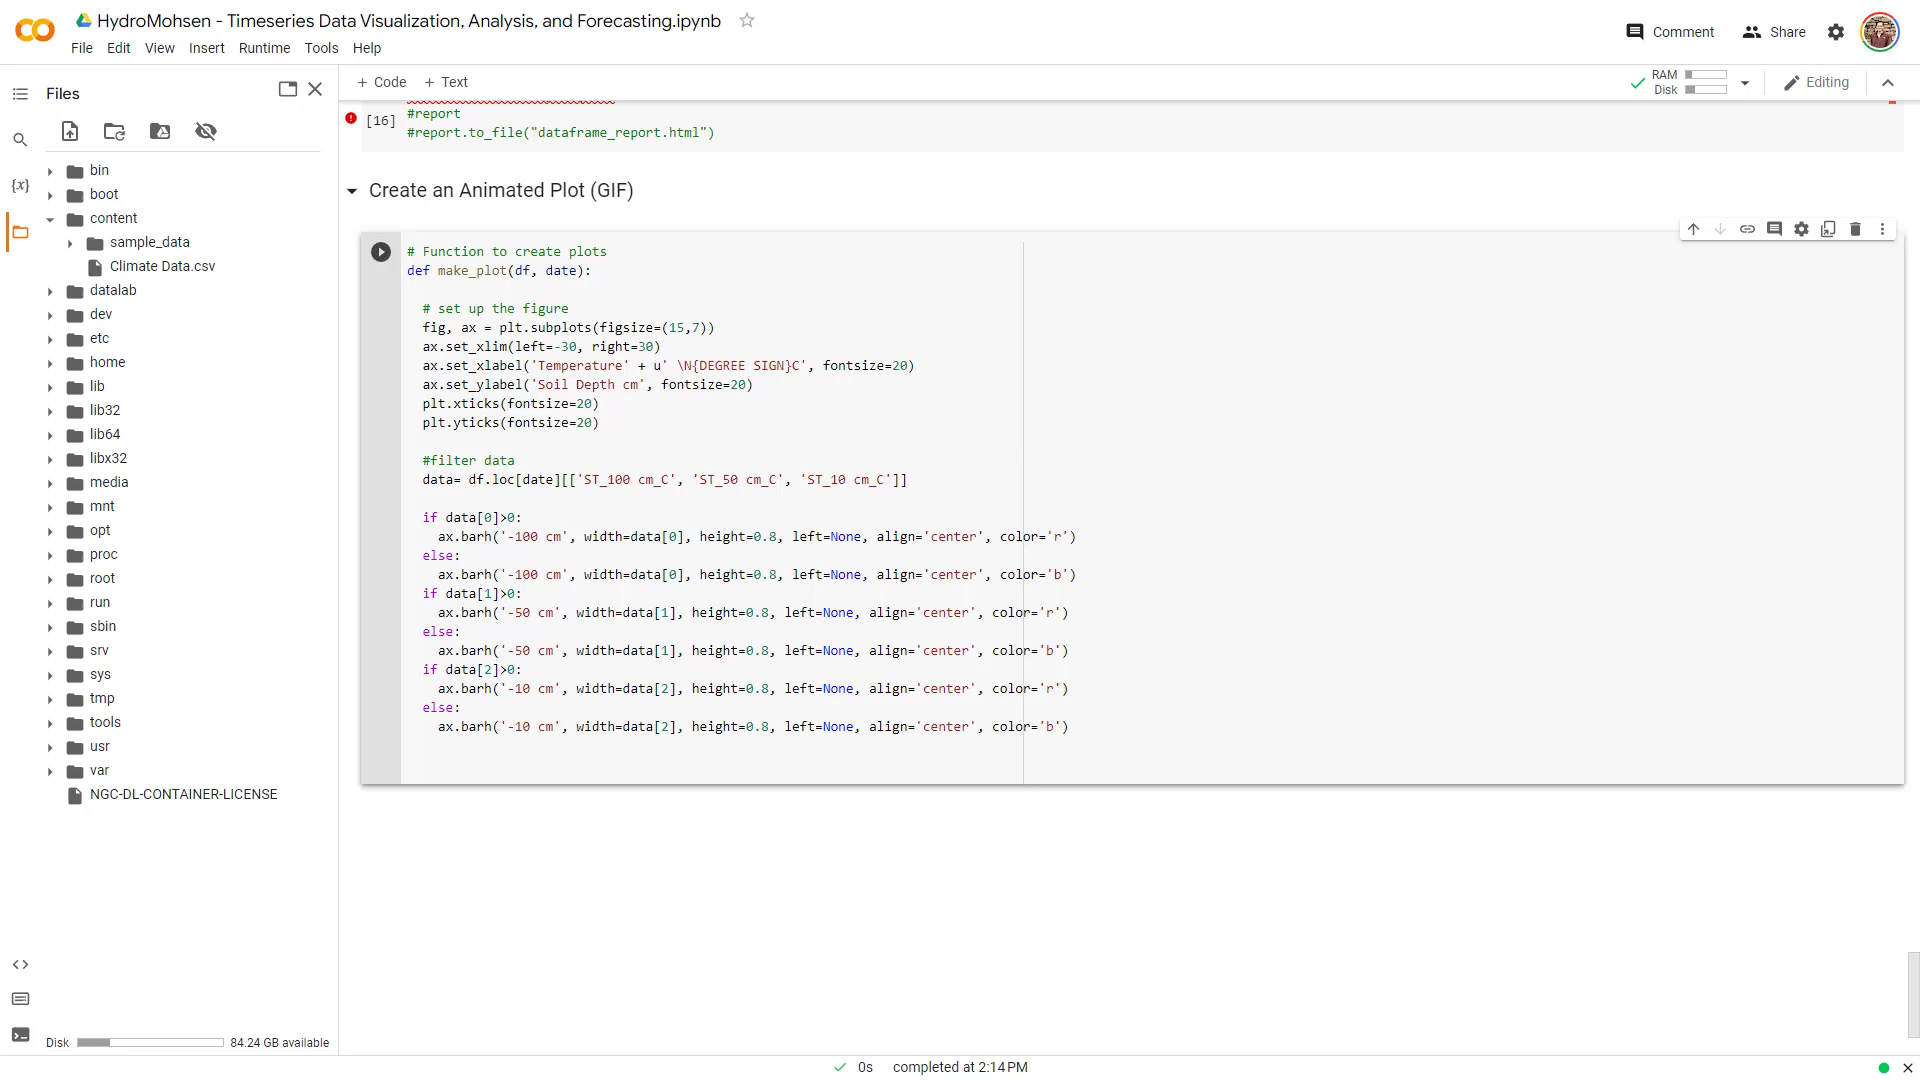 HydroMohsen - Timeseries Data Visualization, Analysis, and Forecasting.ipynb
File Edit View Insert Runtime Tools Help
Comment
Share
Files
+ Code + Text
RAM
Disk
Editing
[16]
#report
#report.to_file("dataframe_report.html")
Create an Animated Plot (GIF)
{x}
bin
boot
content
sample_data
Climate Data.csv
datalab
dev
etc
home
lib
lib32
lib64
libx32
media
mnt
opt
proc
root
run
sbin
srv
sys
tmp
tools
usr
var
NGC-DL-CONTAINER-LICENSE
# Function to create plots
def make_plot(df, date):
# set up the figure
fig, ax = plt.subplots(figsize=(15,7))
ax.set_xlim(left=-30, right=30)
ax.set_xlabel('Temperature' + u' \N{DEGREE SIGN}C', fontsize=20)
ax.set_ylabel('Soil Depth cm', fontsize=20)
plt.xticks(fontsize=20)
plt.yticks(fontsize=20)
#filter data
data= df.loc[date][['ST_100 cm_C', 'ST_50 cm_C', 'ST_10 cm_C']]
if data[0]>0:
ax.barh('-100 cm', width=data[0], height=0.8, left=None, align='center', color='r')
else:
ax.barh('-100 cm', width=data[0], height=0.8, left=None, align='center', color='b')
if data[1]>0:
ax.barh('-50 cm', width=data[1], height=0.8, left=None, align='center', color='r')
else:
ax.barh('-50 cm', width=data[1], height=0.8, left=None, align='center', color='b')
if data[2]>0:
ax.barh('-10 cm', width=data[2], height=0.8, left=None, align='center', color='r')
else:
ax.barh('-10 cm', width=data[2], height=0.8, left=None, align='center', color='b')
Disk
84.24 GB available
0s completed at 2:14 PM